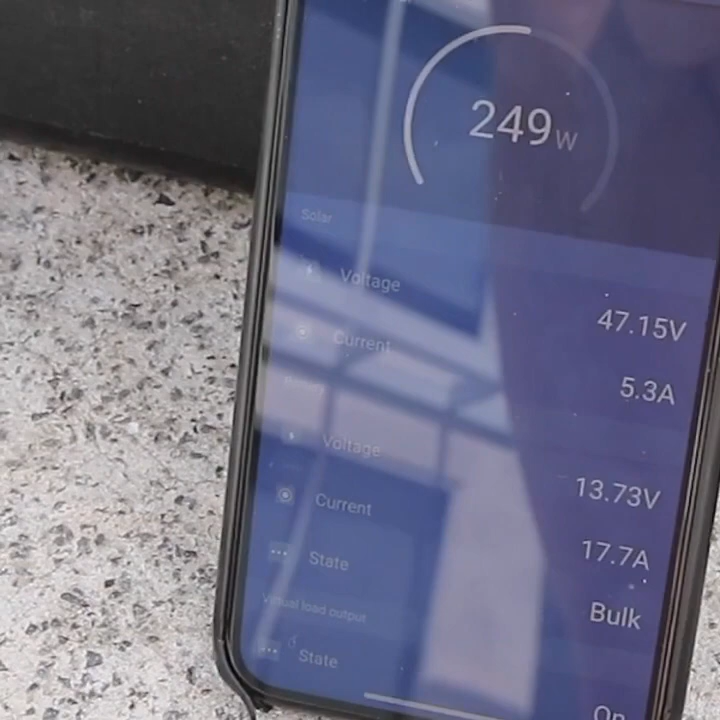 249W
Solar
Voltage
47.15V
Current
5.3A
Voltage
13.73V
Current
17.7A
State
Bulk
Virtual load output
State
On